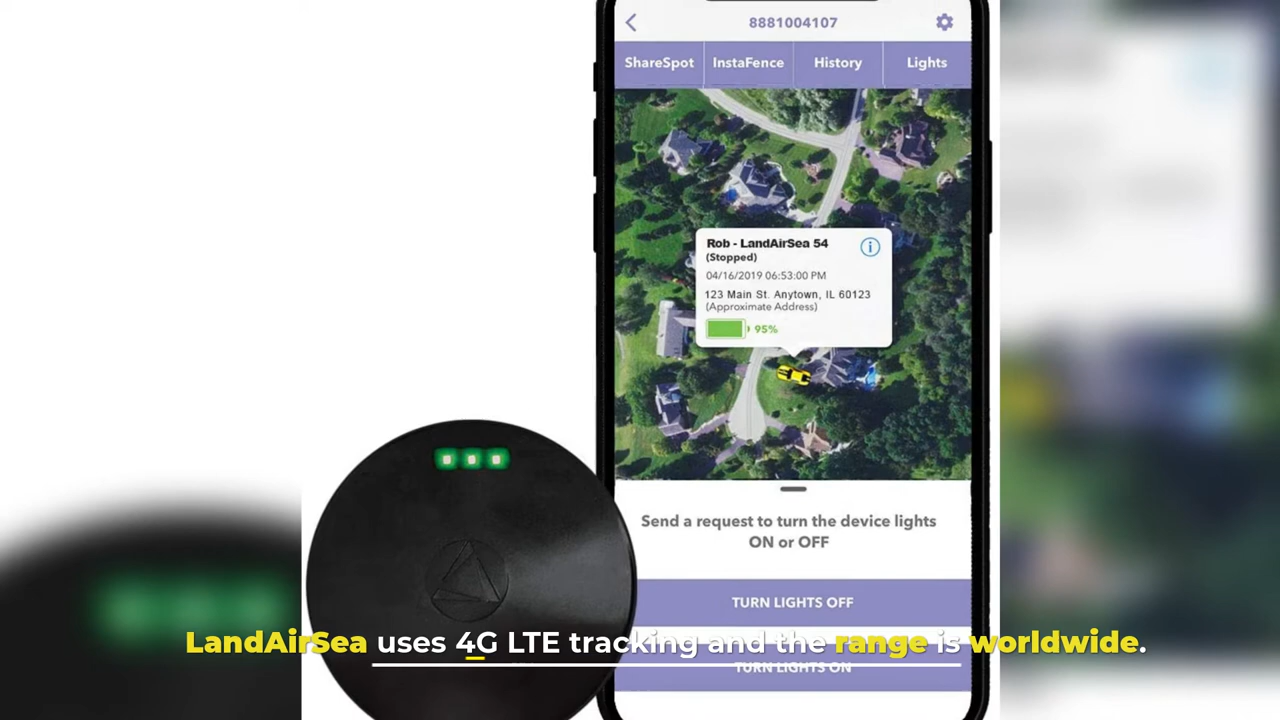 8881004107
ShareSpot InstaFence History Lights
Rob - LandAirSea 54
(Stopped)
04/16/2019 06:53:00 PM
123 Main St. Anytown, IL 60123
(Approximate Address)
95%
Send a request to turn the device lights
ON or OFF
TURN LIGHTS OFF
LandAirSea uses 4G LTE tracking and the range is worldwide.
TURN LIGHTS ON